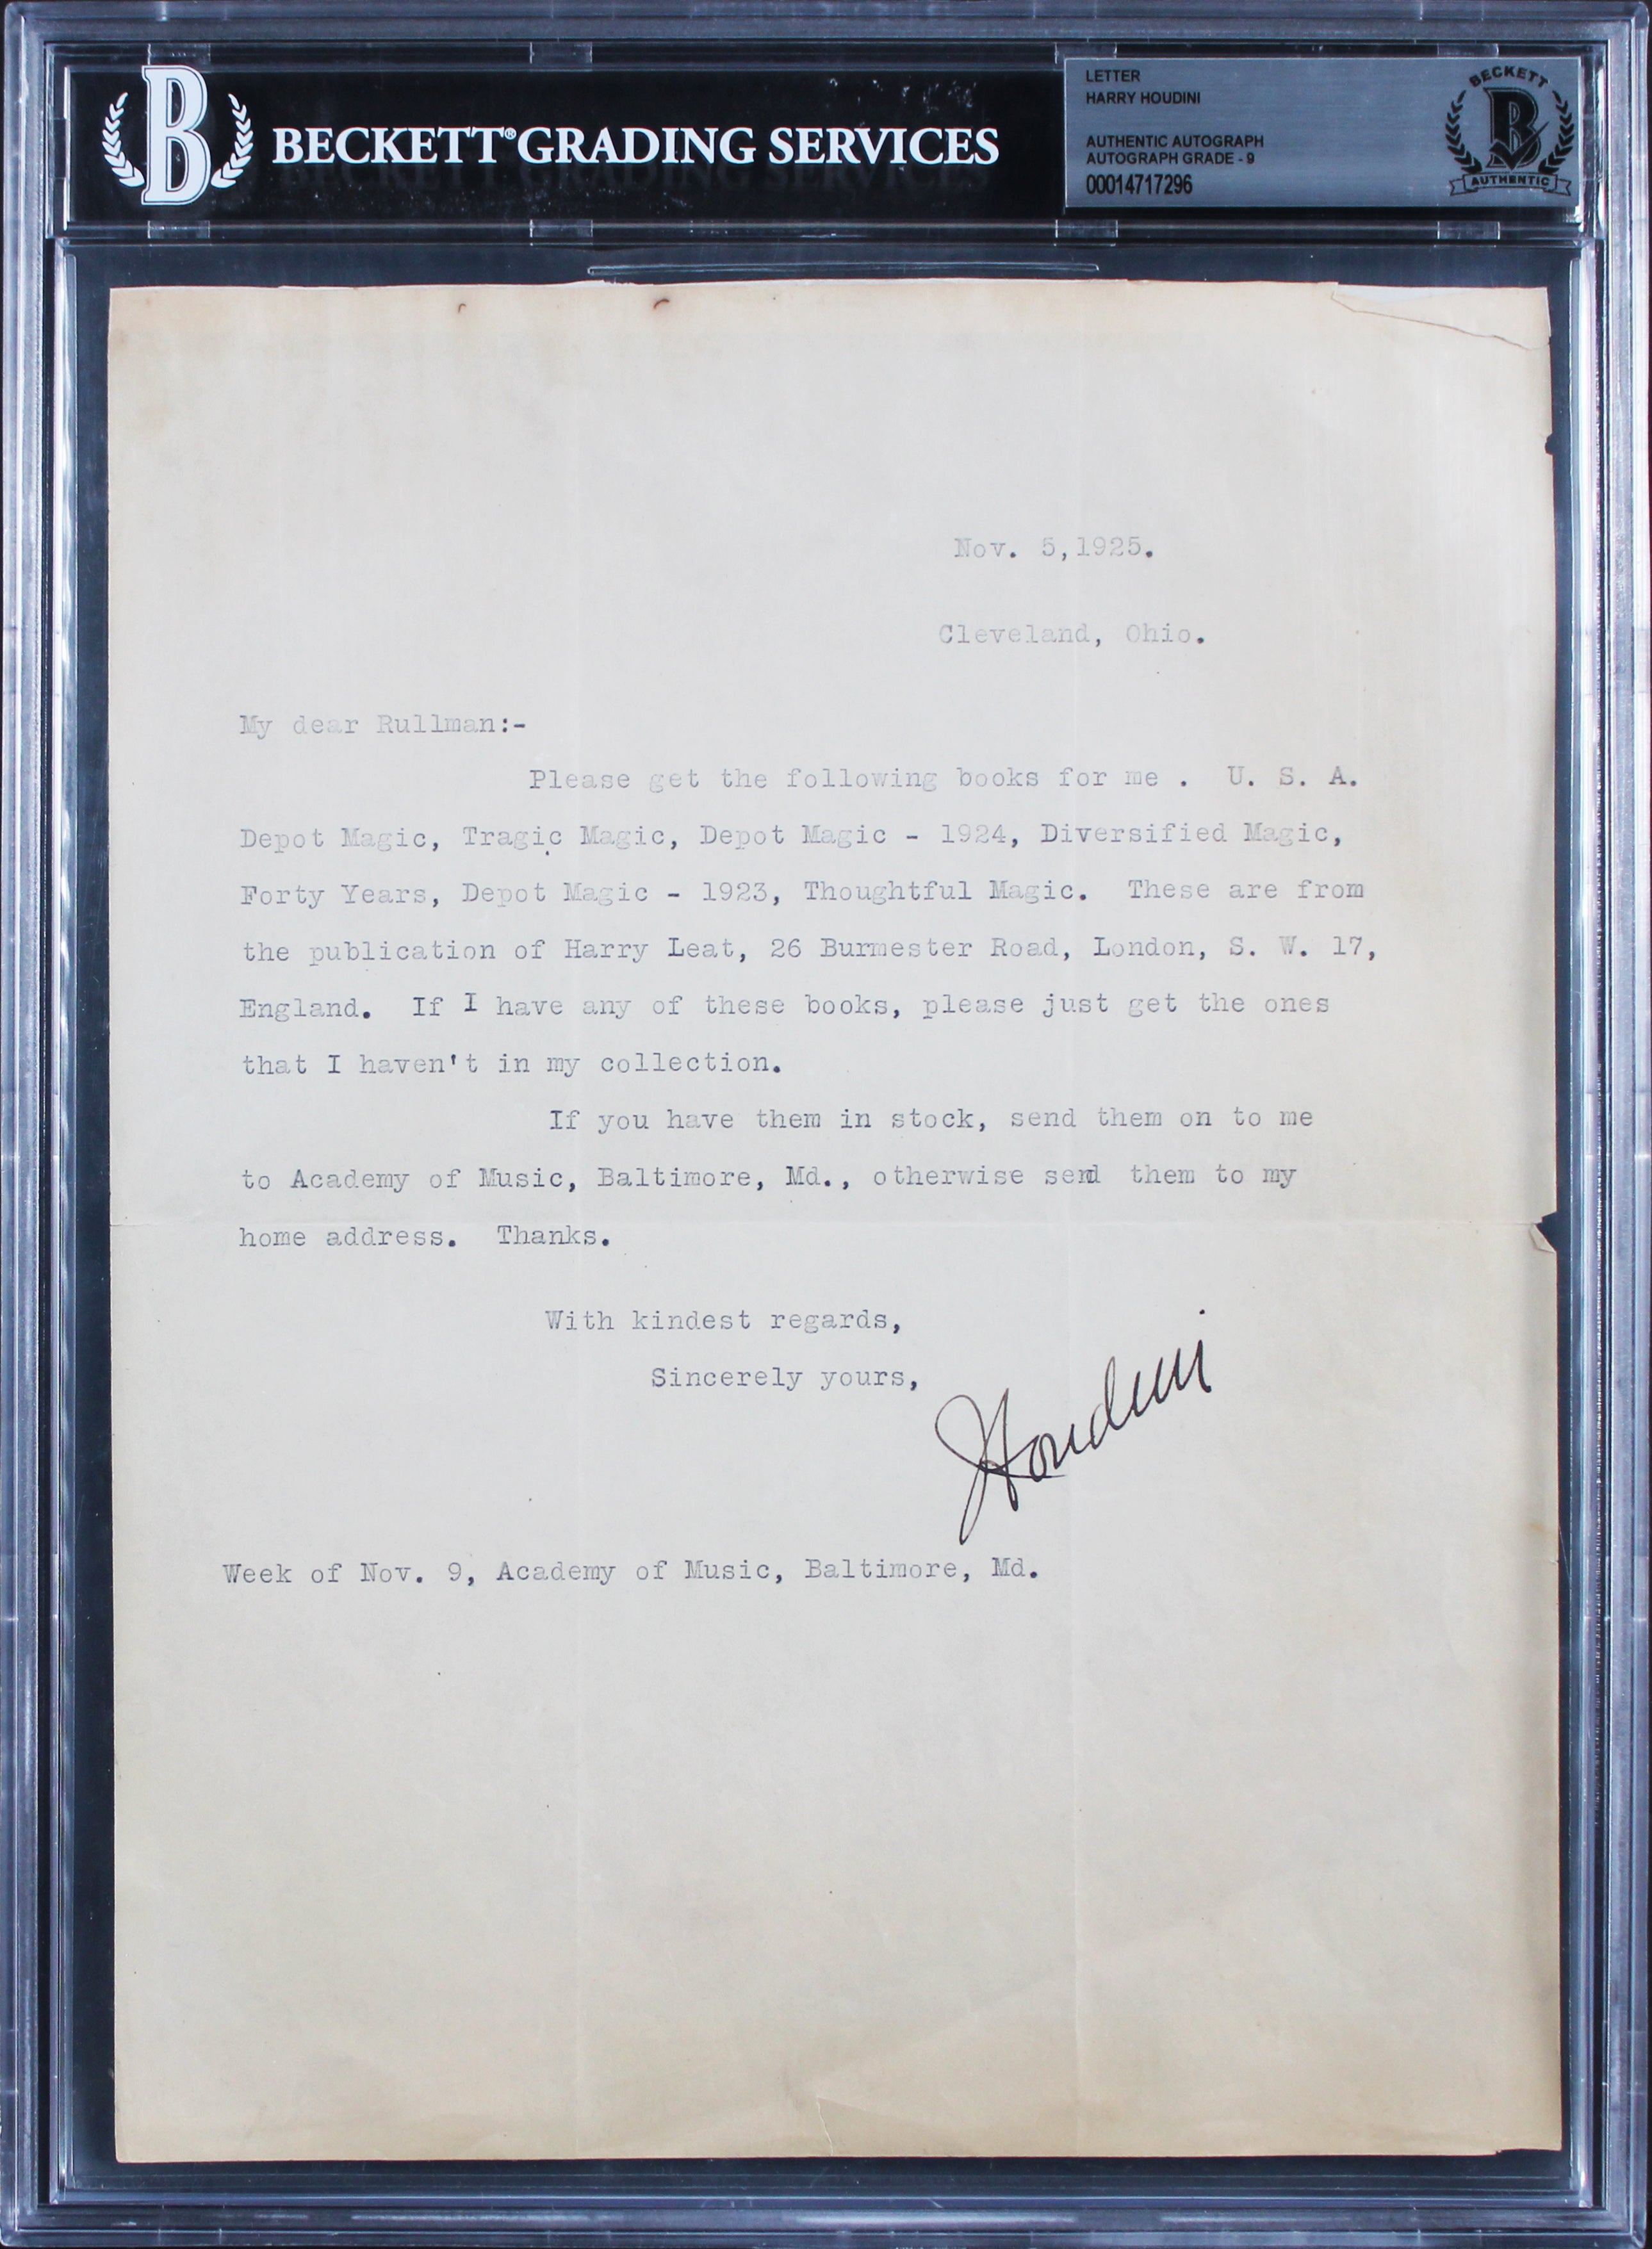 B BECKETT® GRADING SERVICES
LETTER
HARRY HOUDINI
AUTHENTIC AUTOGRAPH
AUTOGRAPH GRADE - 9
00014717296
BECKETT
B
AUTHENTIC
Nov. 5,1925.
Cleveland, Ohio.
My dear Rullman:-
Please get the following books for me . U. S. A.
Depot Magic, Tragic Magic, Depot Magic - 1924, Diversified Magic,
Forty Years, Depot Magic - 1923, Thoughtful Magic. These are from
the publication of Harry Leat, 26 Burmester Road, London, S. W. 17,
England. If I have any of these books, please just get the ones
that I haven't in my collection.
If you have them in stock, send them on to me
to Academy of Music, Baltimore, Md., otherwise send them to my
home address. Thanks.
With kindest regards,
Sincerely yours,
Houdini
Week of Nov. 9, Academy of Music, Baltimore, Md.